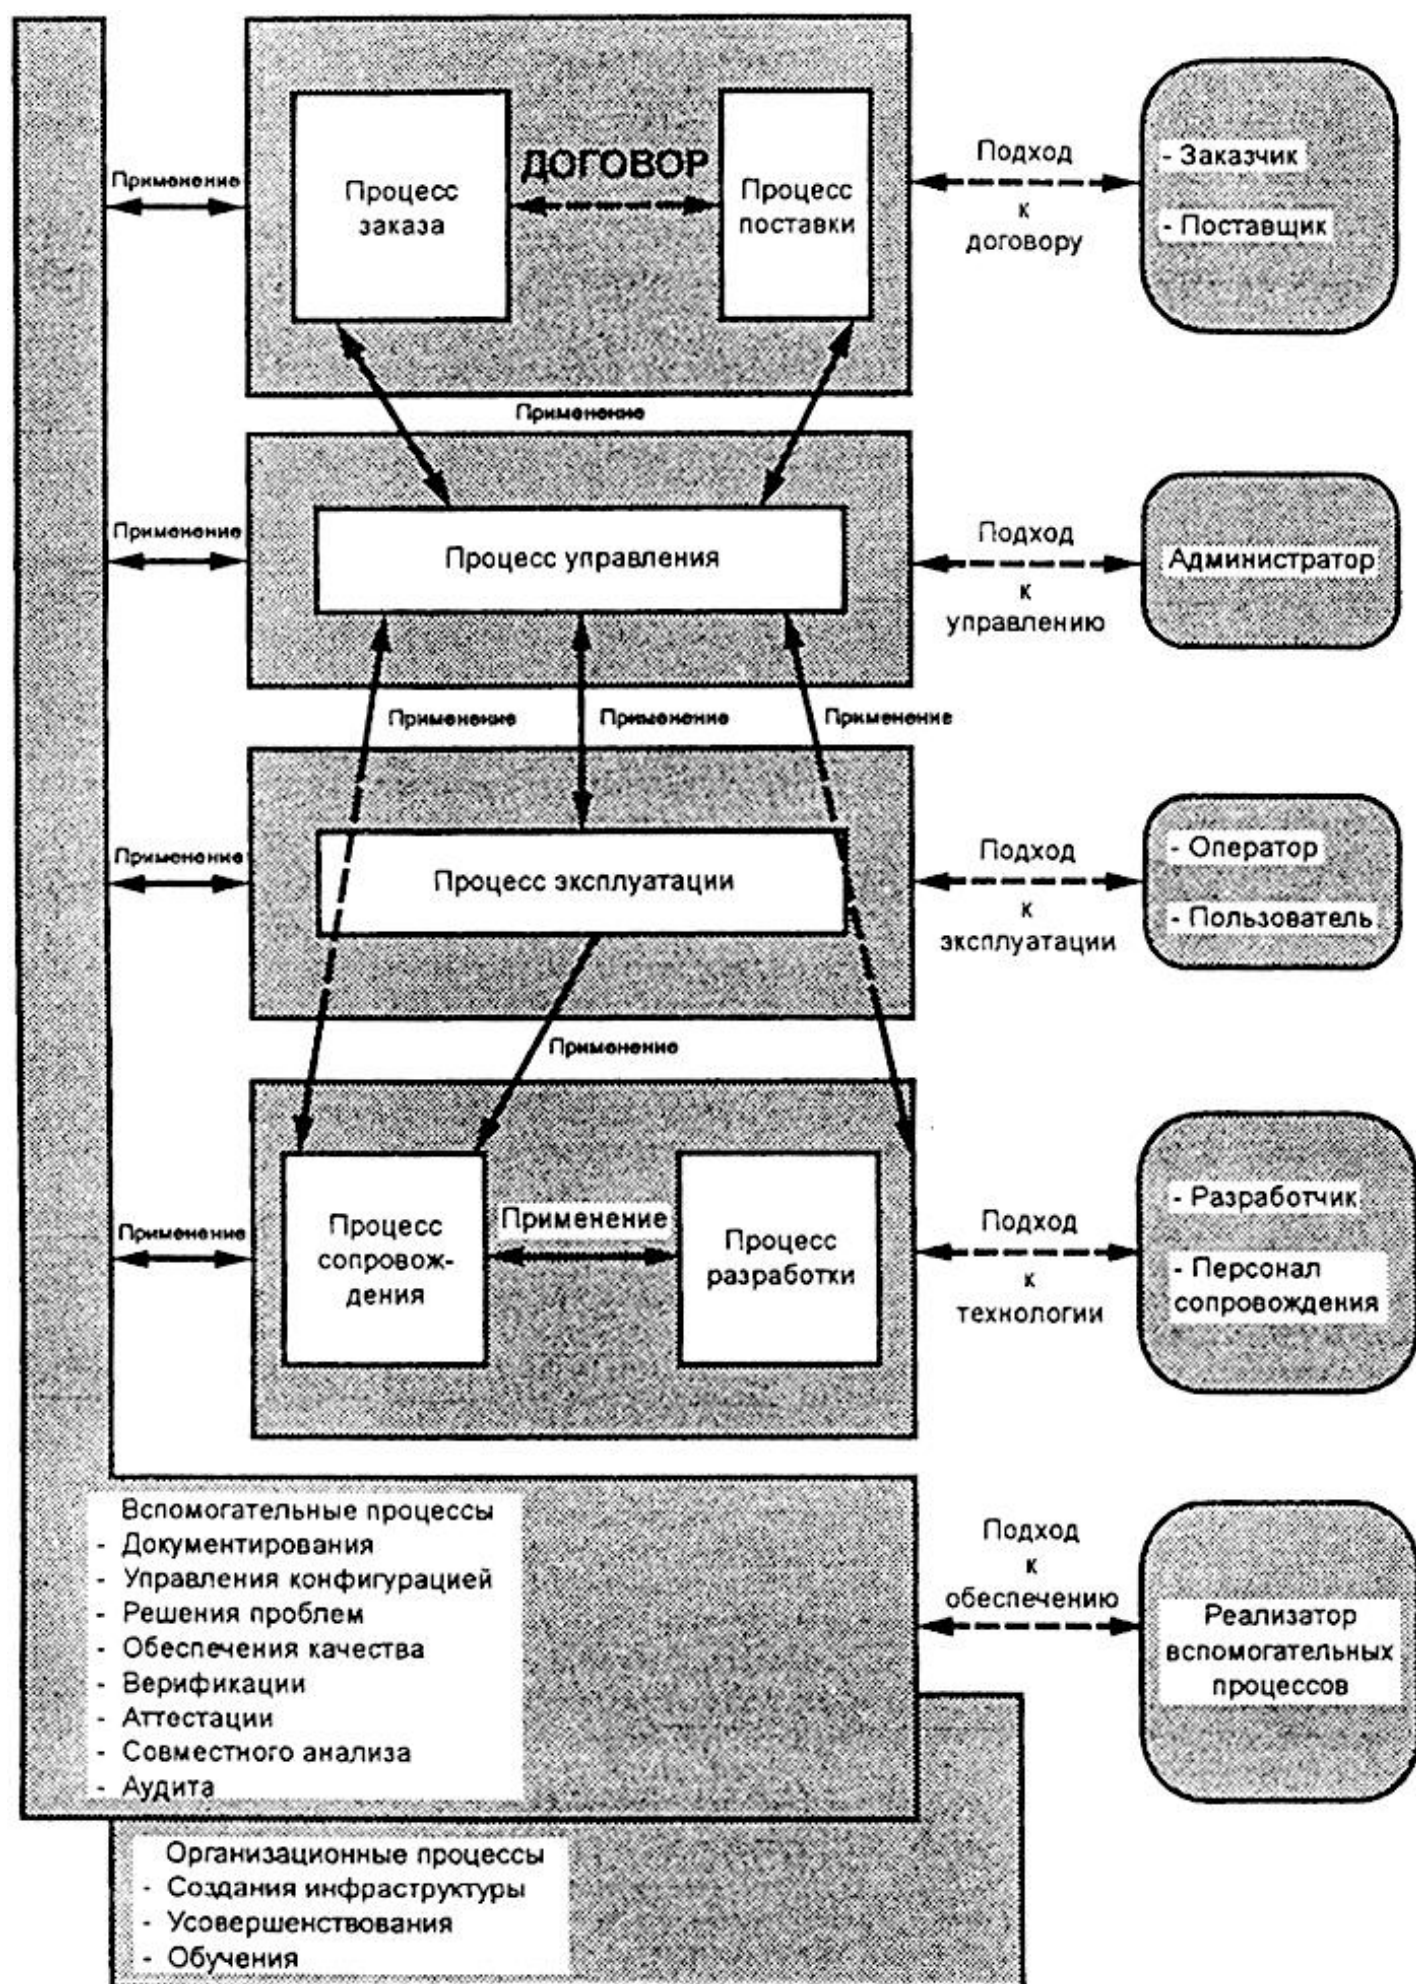 Применение
Процесс
заказа
ДОГОВОР
Процесс
поставки
Подход
к
договору
- Заказчик
- Поставщик
Применение
Применение
Процесс управления
Подход
к
управлению
Администратор
Применение
Применение
Применение
Применение
Процесс эксплуатации
Подход
к
эксплуатации
- Оператор
- Пользователь
Применение
Применение
Процесс
сопровож-
дения
Применение
Процесс
разработки
Подход
к
технологии
- Разработчик
- Персонал
сопровождения
Вспомогательные процессы
- Документирования
- Управления конфигурацией
- Решения проблем
- Обеспечения качества
- Верификации
- Аттестации
- Совместного анализа
- Аудита
Подход
к
обеспечению
Реализатор
вспомогательных
процессов
Организационные процессы
- Создания инфраструктуры
- Усовершенствования
- Обучения